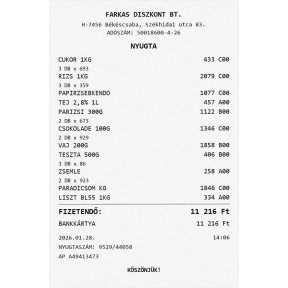 FARKAS DISZKONT BT.
H-7456 Békéscsaba, Széchenyi utca 83.
ADÓSZÁM: 50018600-4-26
NYUGTA
CUKOR 1KG 433 C00
3 DB x 693
RIZS 1KG 2079 C00
3 DB x 359
PAPIRZSEBKENDO 1077 C00
TEJ 2,8% 1L 457 A00
PARIZSI 300G 1122 B00
2 DB x 673
CSOKOLADE 100G 1346 C00
2 DB x 929
VAJ 200G 1858 B00
TESZTA 500G 406 B00
3 DB x 86
ZSEMLE 258 A00
2 DB x 923
PARADICSOM KG 1846 C00
LISZT BL55 1KG 334 A00
FIZETENDŐ: 11 216 Ft
BANKKÁRTYA 11 216 Ft
2026.01.28. 14:06
NYUGTASZÁM: 9529/44058
AP A49413473
KÖSZÖNJÜK!